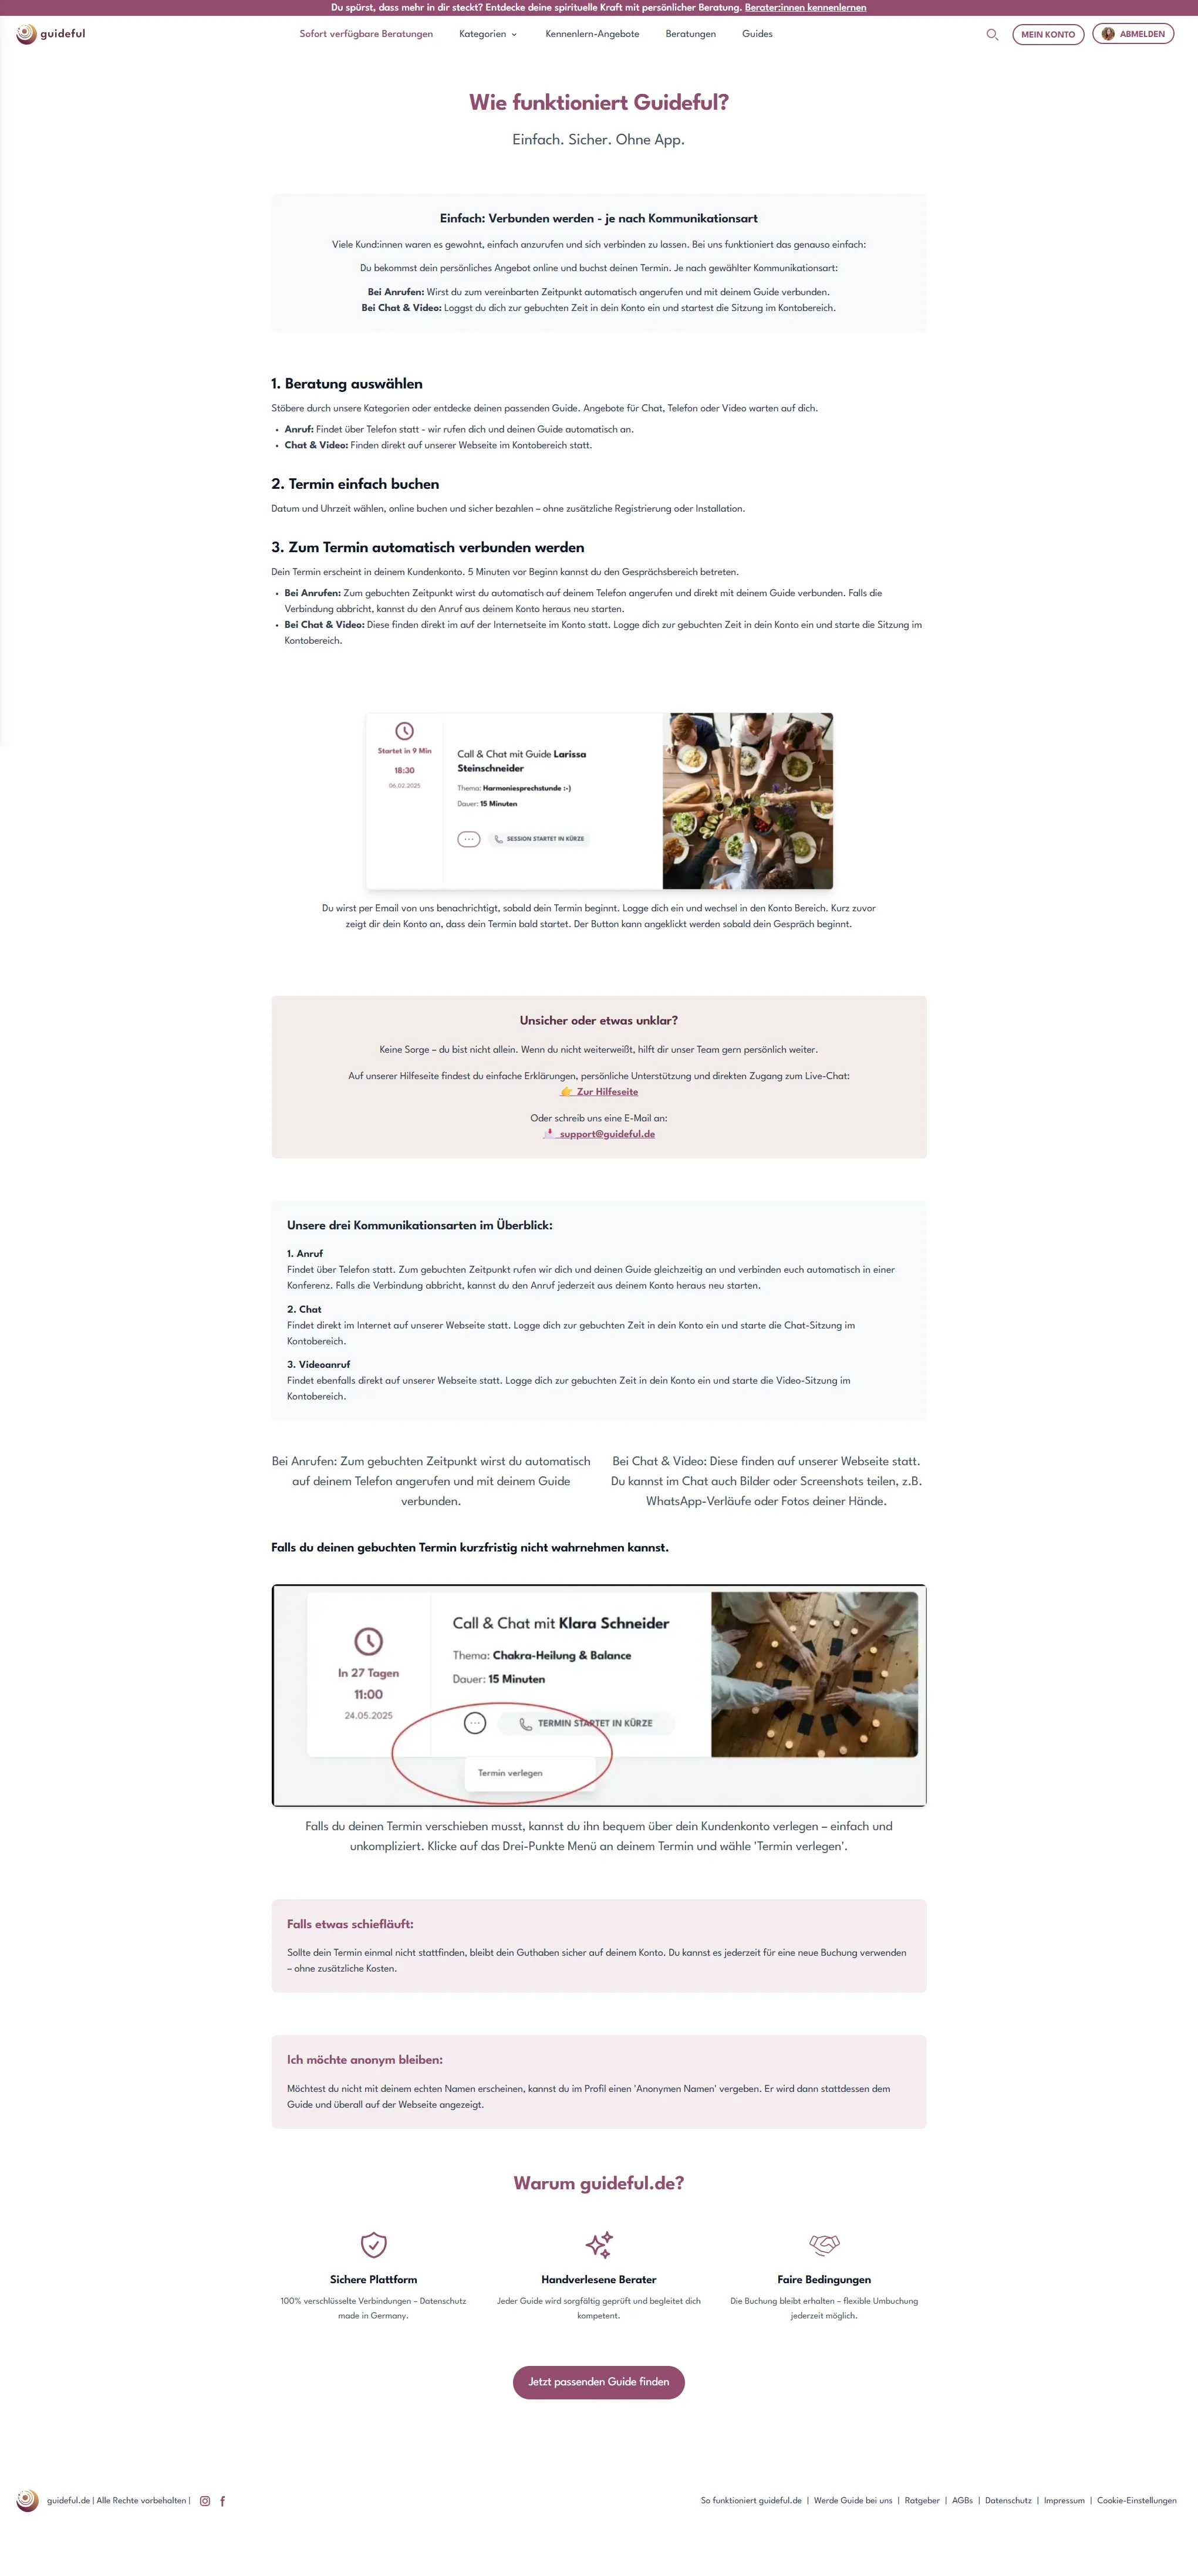 Du spürst, dass mehr in dir steckt? Entdecke deine spirituelle Kraft mit persönlicher Beratung. Berater:innen kennenlernen
guideful
Sofort verfügbare Beratungen
Kategorien
Kennenlern-Angebote
Beratungen
Guides
MEIN KONTO
ABMELDEN
Wie funktioniert Guideful?
Einfach. Sicher. Ohne App.
Einfach: Verbunden werden - je nach Kommunikationsart
Viele Kund:innen waren es gewohnt, einfach anzurufen und sich verbinden zu lassen. Bei uns funktioniert das genauso einfach:
Du bekommst dein persönliches Angebot online und buchst deinen Termin. Je nach gewählter Kommunikationsart:
Bei Anrufen: Wirst du zum vereinbarten Zeitpunkt automatisch angerufen und mit deinem Guide verbunden.
Bei Chat & Video: Loggst du dich zur gebuchten Zeit in dein Konto ein und startest die Sitzung im Kontobereich.
1. Beratung auswählen
Stöbere durch unsere Kategorien oder entdecke deinen passenden Guide. Angebote für Chat, Telefon oder Video warten auf dich.
• Anruf: Findet über Telefon statt - wir rufen dich und deinen Guide automatisch an.
• Chat & Video: Finden direkt auf unserer Webseite im Kontobereich statt.
2. Termin einfach buchen
Datum und Uhrzeit wählen, online buchen und sicher bezahlen – ohne zusätzliche Registrierung oder Installation.
3. Zum Termin automatisch verbunden werden
Dein Termin erscheint in deinem Kundenkonto. 5 Minuten vor Beginn kannst du den Gesprächsbereich betreten.
• Bei Anrufen: Zum gebuchten Zeitpunkt wirst du automatisch auf deinem Telefon angerufen und direkt mit deinem Guide verbunden. Falls die
Verbindung abbricht, kannst du den Anruf aus deinem Konto heraus neu starten.
• Bei Chat & Video: Diese finden direkt im auf der Internetseite im Konto statt. Logge dich zur gebuchten Zeit in dein Konto ein und starte die Sitzung im
Kontobereich.
Startet in 9 Min
18:30
06.02.2025
Call & Chat mit Guide Larissa
Steinschneider
Thema: Harmoniesprechstunde :-)
Dauer: 15 Minuten
SESSION STARTET IN KÜRZE
Du wirst per Email von uns benachrichtigt, sobald dein Termin beginnt. Logge dich ein und wechsel in den Konto Bereich. Kurz zuvor
zeigt dir dein Konto an, dass dein Termin bald startet. Der Button kann angeklickt werden sobald dein Gespräch beginnt.
Unsicher oder etwas unklar?
Keine Sorge – du bist nicht allein. Wenn du nicht weiterweißt, hilft dir unser Team gern persönlich weiter.
Auf unserer Hilfeseite findest du einfache Erklärungen, persönliche Unterstützung und direkten Zugang zum Live-Chat:
👉 Zur Hilfeseite
Oder schreib uns eine E-Mail an:
📩 support@guideful.de
Unsere drei Kommunikationsarten im Überblick:
1. Anruf
Findet über Telefon statt. Zum gebuchten Zeitpunkt rufen wir dich und deinen Guide gleichzeitig an und verbinden euch automatisch in einer
Konferenz. Falls die Verbindung abbricht, kannst du den Anruf jederzeit aus deinem Konto heraus neu starten.
2. Chat
Findet direkt im Internet auf unserer Webseite statt. Logge dich zur gebuchten Zeit in dein Konto ein und starte die Chat-Sitzung im
Kontobereich.
3. Videoanruf
Findet ebenfalls direkt auf unserer Webseite statt. Logge dich zur gebuchten Zeit in dein Konto ein und starte die Video-Sitzung im
Kontobereich.
Bei Anrufen: Zum gebuchten Zeitpunkt wirst du automatisch
auf deinem Telefon angerufen und mit deinem Guide
verbunden.
Bei Chat & Video: Diese finden auf unserer Webseite statt.
Du kannst im Chat auch Bilder oder Screenshots teilen, z.B.
WhatsApp-Verläufe oder Fotos deiner Hände.
Falls du deinen gebuchten Termin kurzfristig nicht wahrnehmen kannst.
In 27 Tagen
11:00
24.05.2025
Call & Chat mit Klara Schneider
Thema: Chakra-Heilung & Balance
Dauer: 15 Minuten
TERMIN STARTET IN KÜRZE
Termin verlegen
Falls du deinen Termin verschieben musst, kannst du ihn bequem über dein Kundenkonto verlegen – einfach und
unkompliziert. Klicke auf das Drei-Punkte Menü an deinem Termin und wähle 'Termin verlegen'.
Falls etwas schiefläuft:
Sollte dein Termin einmal nicht stattfinden, bleibt dein Guthaben sicher auf deinem Konto. Du kannst es jederzeit für eine neue Buchung verwenden
– ohne zusätzliche Kosten.
Ich möchte anonym bleiben:
Möchtest du nicht mit deinem echten Namen erscheinen, kannst du im Profil einen 'Anonymen Namen' vergeben. Er wird dann stattdessen dem
Guide und überall auf der Webseite angezeigt.
Warum guideful.de?
Sichere Plattform
100% verschlüsselte Verbindungen – Datenschutz
made in Germany.
Handverlesene Berater
Jeder Guide wird sorgfältig geprüft und begleitet dich
kompetent.
Faire Bedingungen
Die Buchung bleibt erhalten – flexible Umbuchung
jederzeit möglich.
Jetzt passenden Guide finden
guideful.de | Alle Rechte vorbehalten |
So funktioniert guideful.de | Werde Guide bei uns | Ratgeber | AGBs | Datenschutz | Impressum | Cookie-Einstellungen